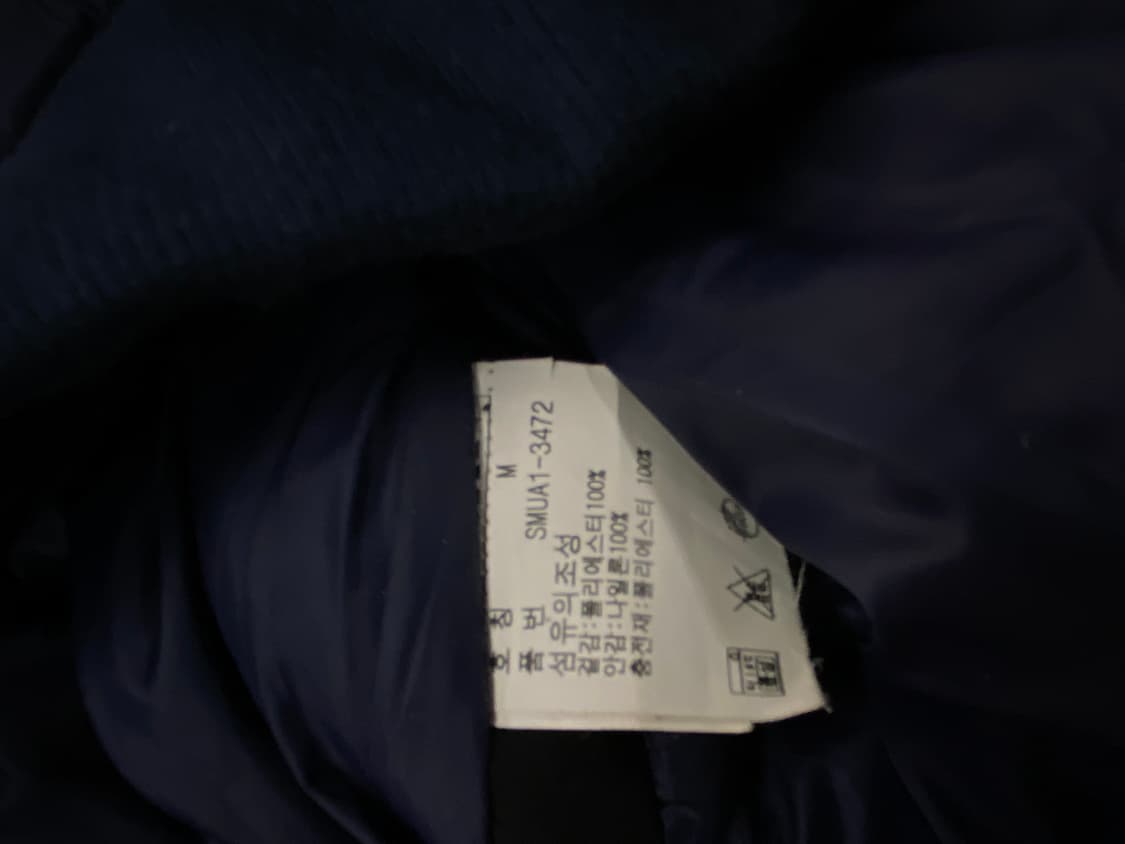 호 칭 M
품 번 SMUA1-3472
섬유의조성
겉감:폴리에스터100%
안감:나일론100%
충전재:폴리에스터 100%